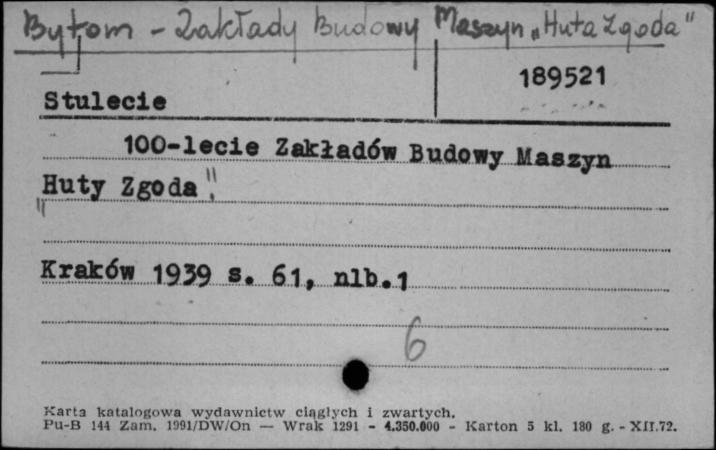 Bytom - Zakłady Budowy Maszyn „Huta Zgoda”
189521
Stulecie
100-lecie Zakładów Budowy Maszyn
„Huty Zgoda”.
Kraków 1939 s. 61, nlb.1
6
Karta katalogowa wydawnictw ciągłych i zwartych.
Pu-B 144 Zam. 1991/DW/On — Wrak 1291 - 4.350.000 - Karton 5 kl. 180 g. - XII.72.